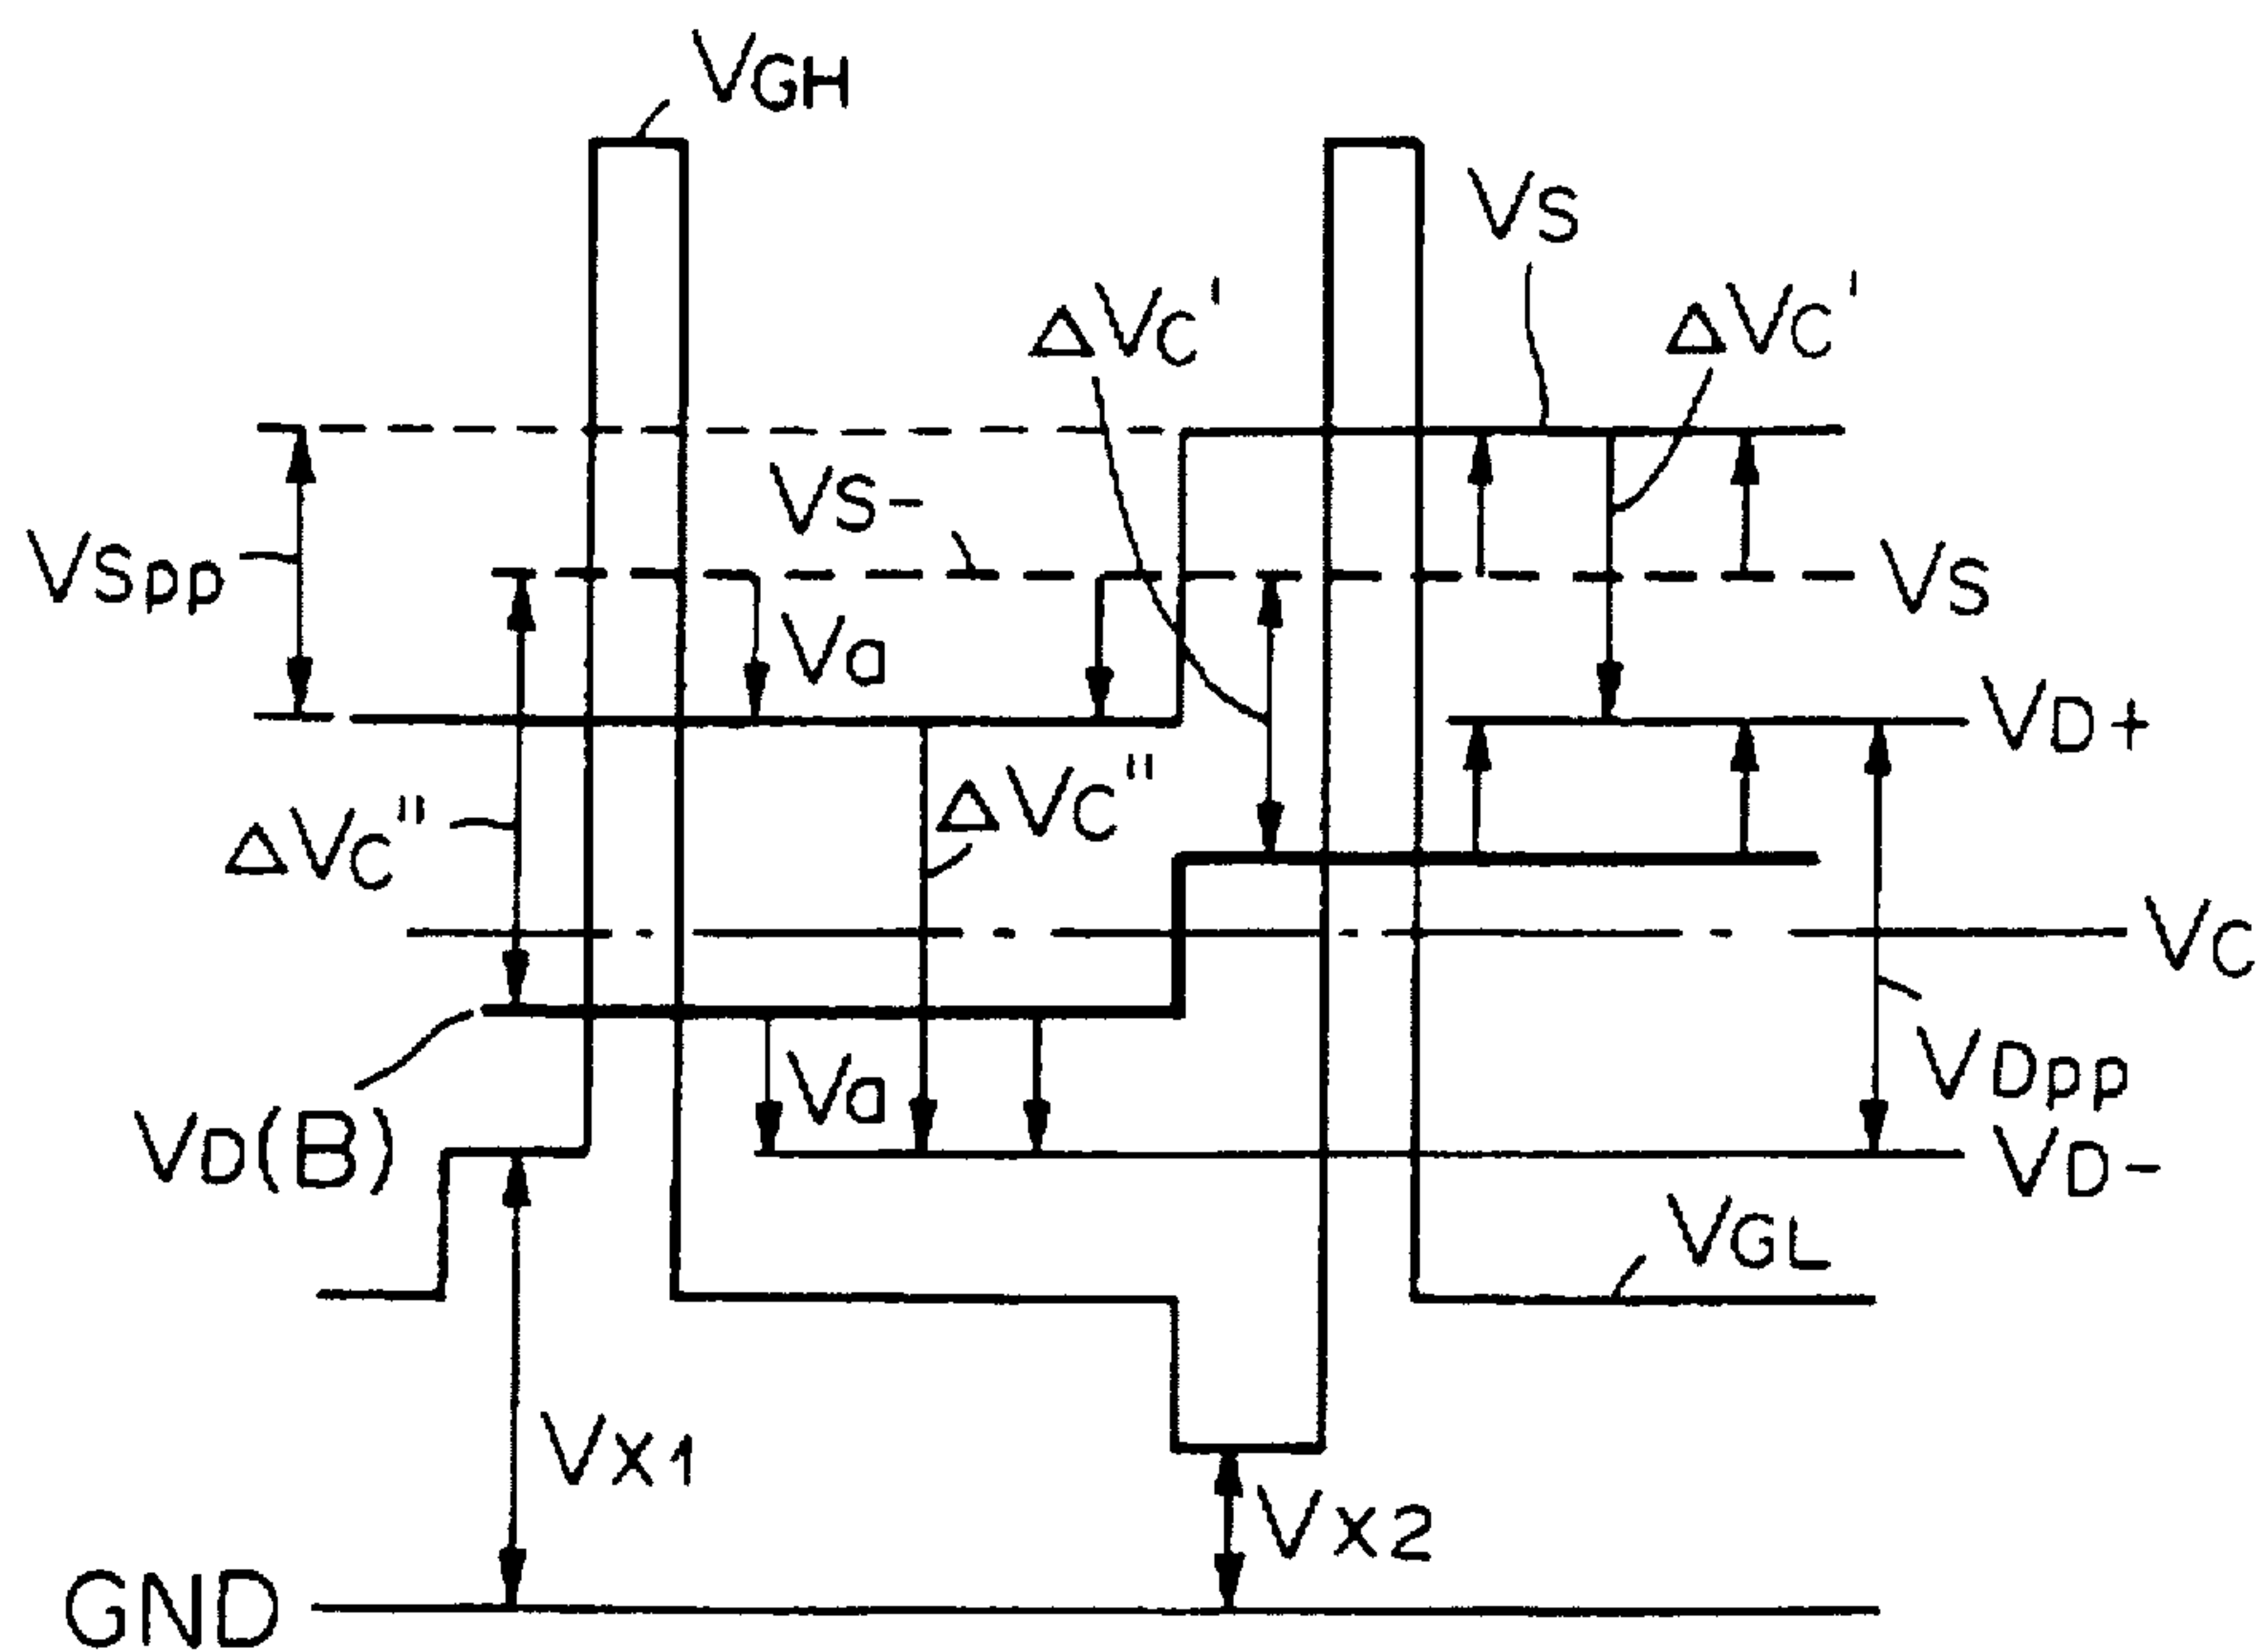 VGH
VS
ΔVC'
ΔVC'
VS-
VSpp
VS
Va
VD+
ΔVC"
ΔVC"
VC
VD(B)
Va
VDpp
VD-
VGL
VX1
VX2
GND